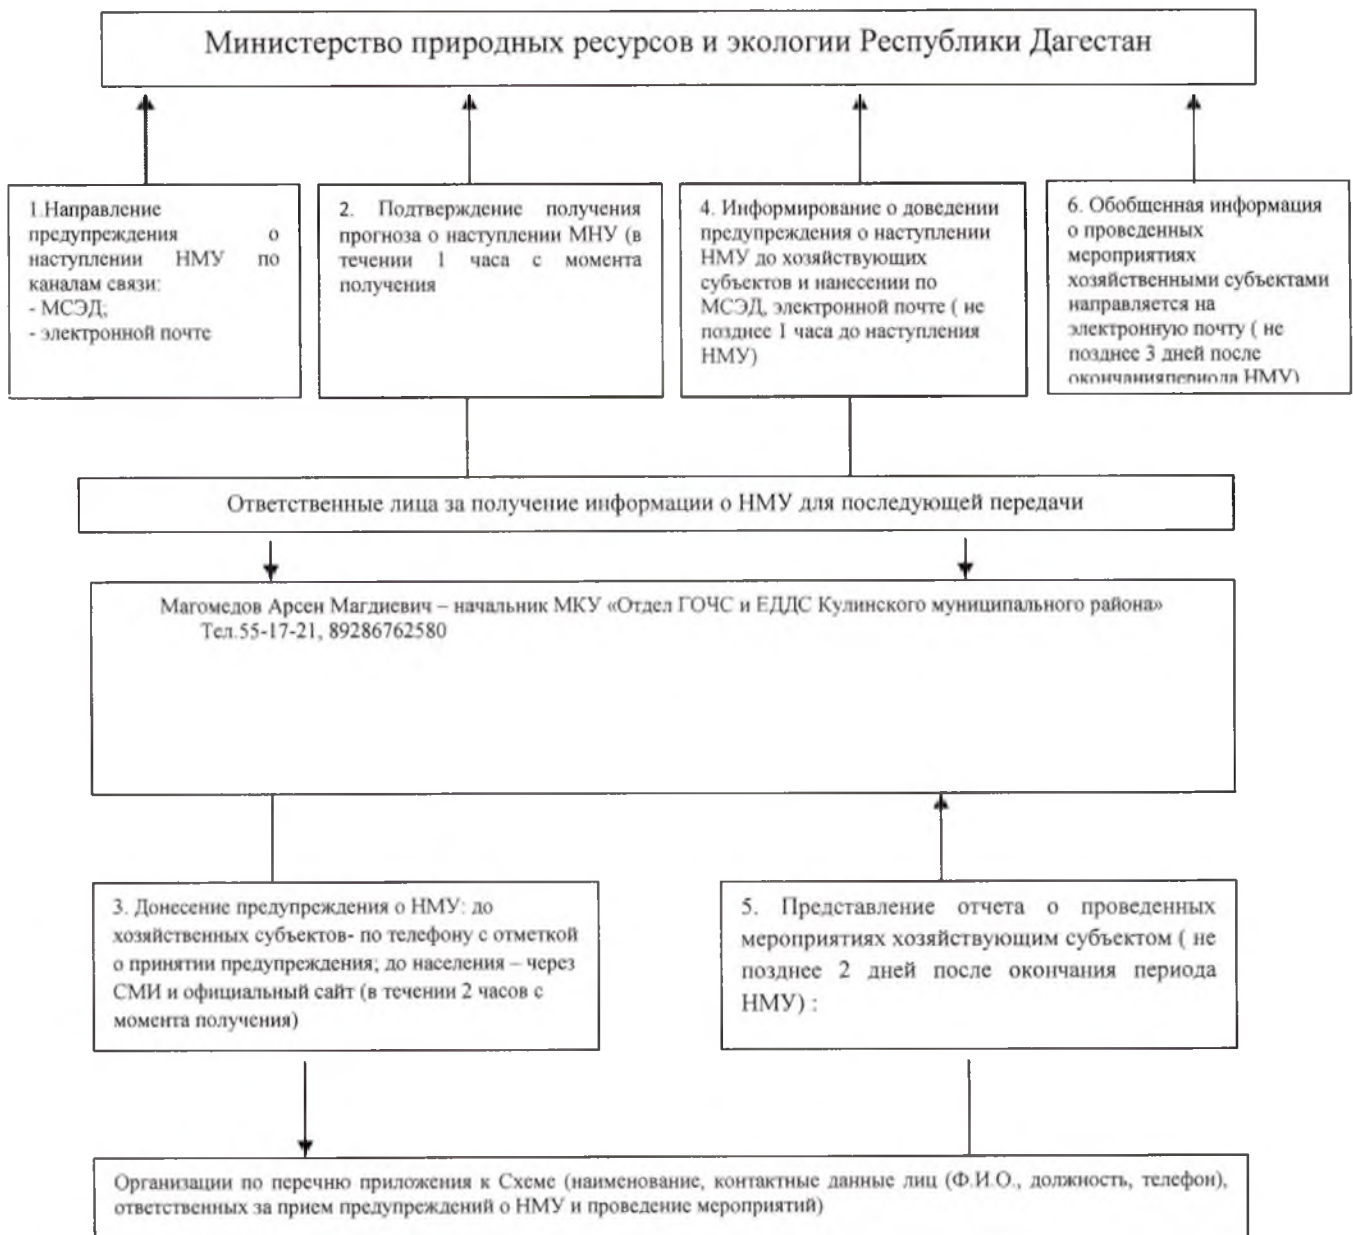 Министерство природных ресурсов и экологии Республики Дагестан
1.Направление
предупреждения о
наступлении НМУ по
каналам связи:
- МСЭД;
- электронной почте
2. Подтверждение получения
прогноза о наступлении МНУ (в
течении 1 часа с момента
получения
4. Информирование о доведении
предупреждения о наступлении
НМУ до хозяйствующих
субъектов и нанесении по
МСЭД, электронной почте ( не
позднее 1 часа до наступления
НМУ)
6. Обобщенная информация
о проведенных
мероприятиях
хозяйственными субъектами
направляется на
электронную почту ( не
позднее 3 дней после
окончанияпериода НМУ)
Ответственные лица за получение информации о НМУ для последующей передачи
Магомедов Арсен Магдиевич – начальник МКУ «Отдел ГОЧС и ЕДДС Кулинского муниципального района»
Тел.55-17-21, 89286762580
3. Донесение предупреждения о НМУ: до
хозяйственных субъектов- по телефону с отметкой
о принятии предупреждения; до населения – через
СМИ и официальный сайт (в течении 2 часов с
момента получения)
5. Представление отчета о проведенных
мероприятиях хозяйствующим субъектом ( не
позднее 2 дней после окончания периода
НМУ) :
Организации по перечню приложения к Схеме (наименование, контактные данные лиц (Ф.И.О., должность, телефон),
ответственных за прием предупреждений о НМУ и проведение мероприятий)